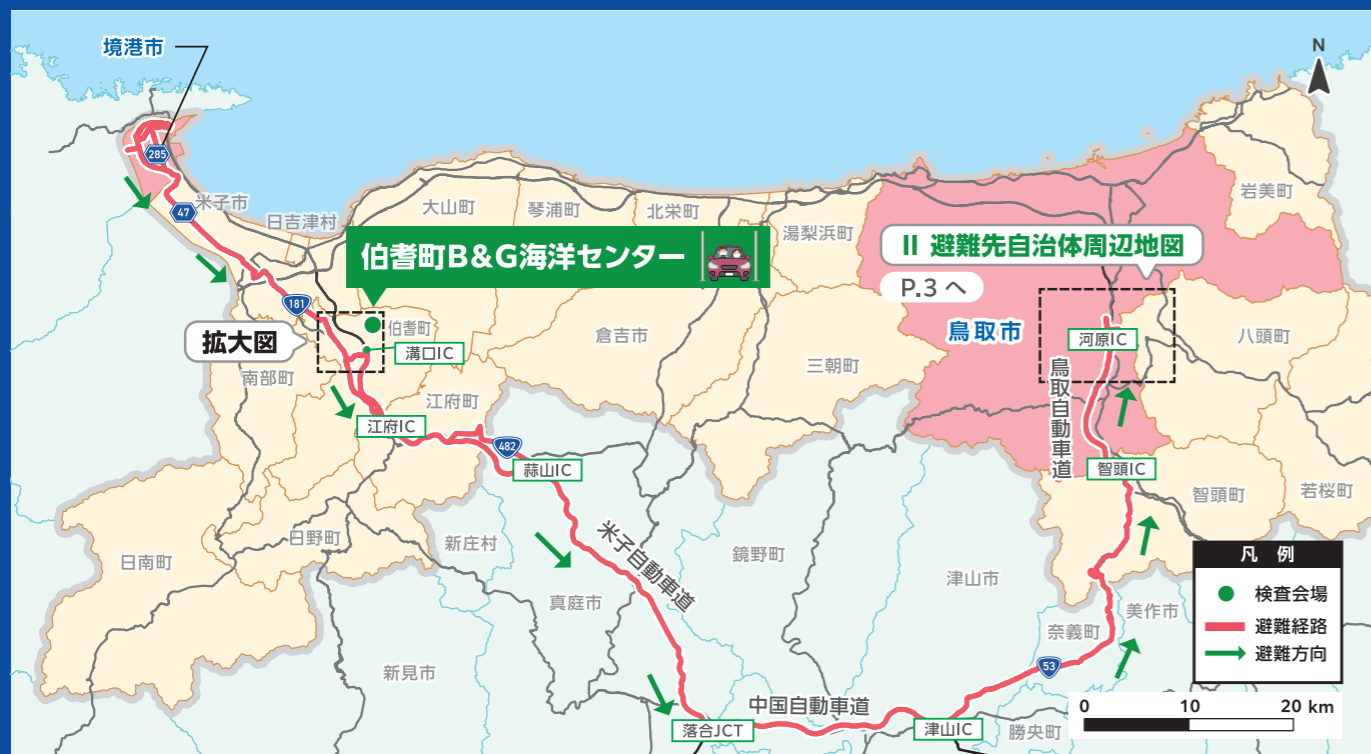 境港市
N
285
米子市
47
日吉津村
大山町
琴浦町
北栄町
湯梨浜町
岩美町
伯耆町B&G海洋センター
II 避難先自治体周辺地図
P.3 へ
181
拡大図
伯耆町
溝口IC
倉吉市
鳥取市
河原IC
八頭町
南部町
三朝町
鳥取自動車道
江府町
江府IC
482
蒜山IC
智頭IC
智頭町
若桜町
日南町
日野町
新庄村
米子自動車道
鏡野町
津山市
真庭市
美作市
奈義町
新見市
53
凡 例
検査会場
避難経路
避難方向
0 10 20 km
中国自動車道
落合JCT
津山IC
勝央町